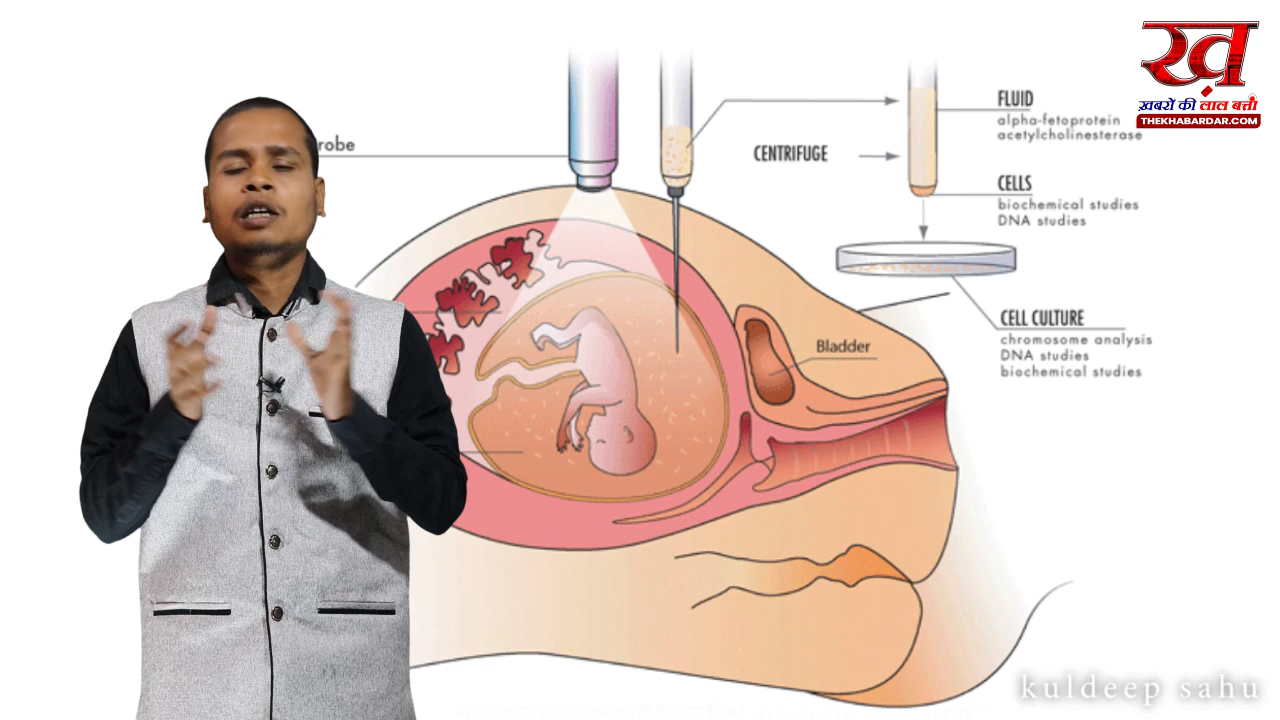 ख़
ख़बरों की लाल बत्ती
THEKHABARDAR.COM
robe
FLUID
alpha-fetoprotein
acetylcholinesterase
CENTRIFUGE
CELLS
biochemical studies
DNA studies
CELL CULTURE
chromosome analysis
DNA studies
biochemical studies
Bladder
kuldeep sahu